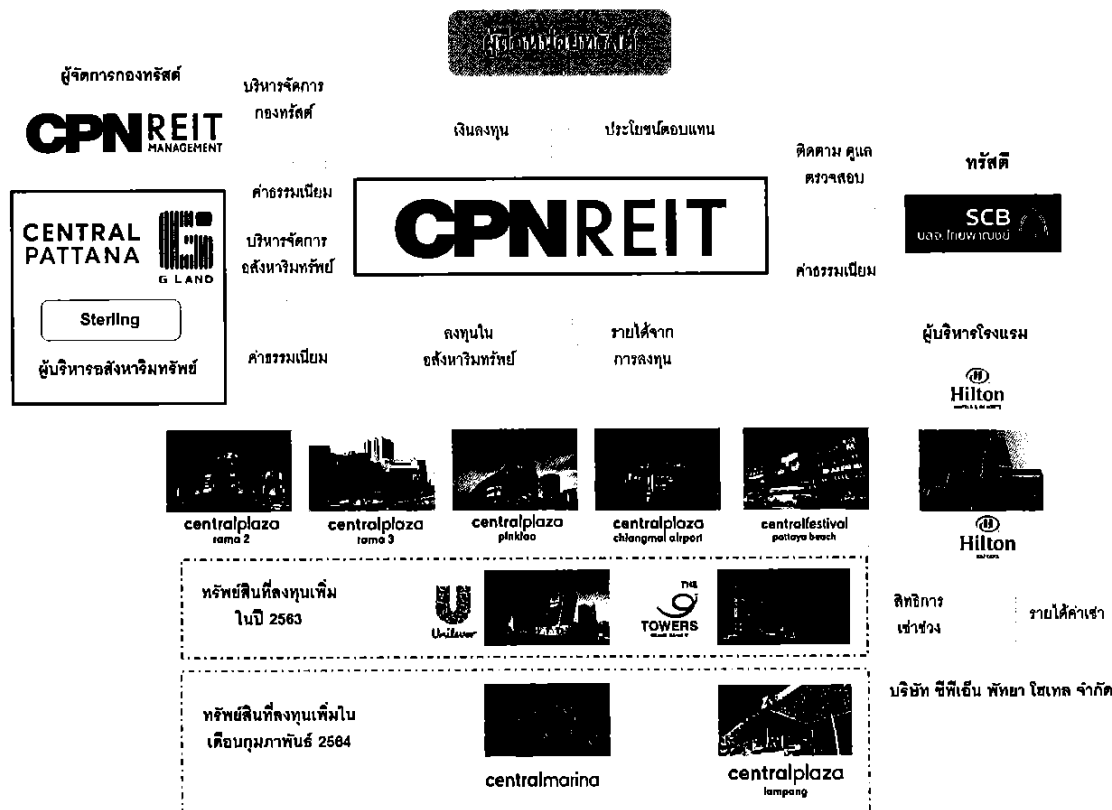 ผู้ถือหน่วยทรัสต์
ผู้จัดการกองทรัสต์
CPNREIT
MANAGEMENT
บริหารจัดการ
กองทรัสต์
ค่าธรรมเนียม
เงินลงทุน
ประโยชน์ตอบแทน
ติดตาม ดูแล
ตรวจสอบ
ค่าธรรมเนียม
ทรัสตี
SCB
บลจ.ไทยพาณิชย์
CENTRAL
PATTANA
G LAND
Sterling
ผู้บริหารอสังหาริมทรัพย์
บริหารจัดการ
อสังหาริมทรัพย์
ค่าธรรมเนียม
CPNREIT
ลงทุนใน
อสังหาริมทรัพย์
รายได้จาก
การลงทุน
ผู้บริหารโรงแรม
Hilton
centralplaza
rama 2
centralplaza
rama 3
centralplaza
pinklao
centralplaza
chiangmai airport
centralfestival
pattaya beach
Hilton
ทรัพย์สินที่ลงทุนเพิ่ม
ในปี 2563
Unilever
THE
9
TOWERS
สิทธิการ
เช่าช่วง
รายได้ค่าเช่า
บริษัท ซีพีเอ็น พัทยา โฮเทล จำกัด
ทรัพย์สินที่ลงทุนเพิ่มใน
เดือนกุมภาพันธ์ 2564
centralmarina
centralplaza
lampang